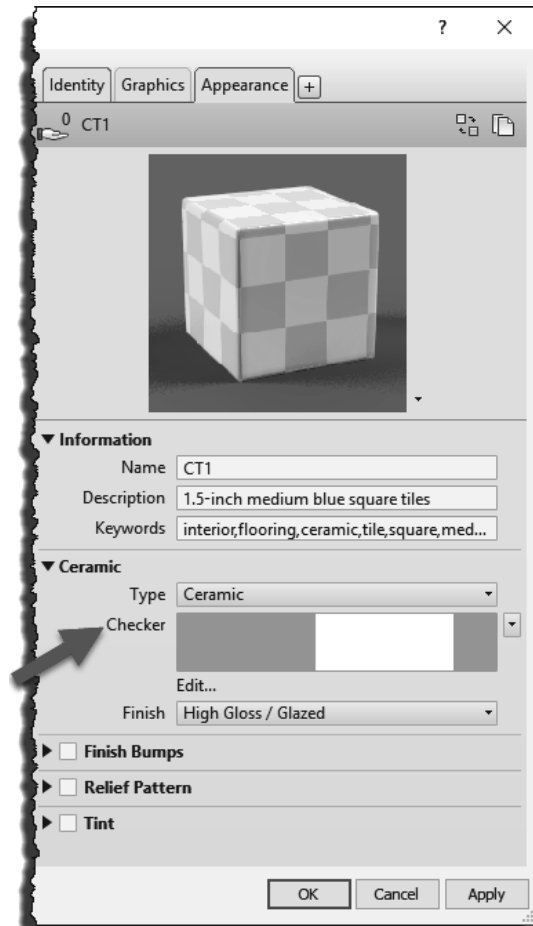 ? ×
Identity Graphics Appearance +
0 CT1
▼ Information
Name CT1
Description 1.5-inch medium blue square tiles
Keywords interior,flooring,ceramic,tile,square,med...
▼ Ceramic
Type Ceramic
Checker
Edit...
Finish High Gloss / Glazed
Finish Bumps
Relief Pattern
Tint
OK Cancel Apply